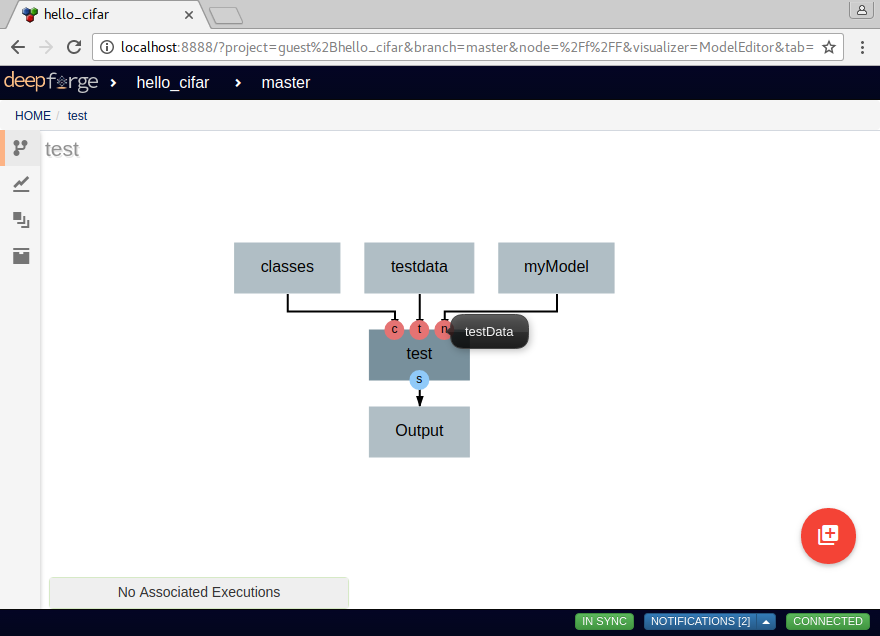 hello_cifar
localhost:8888/?project=guest%2Bhello_cifar&branch=master&node=%2Ff%2FF&visualizer=ModelEditor&tab=
deepforge > hello_cifar > master
HOME / test
test
classes testdata myModel
c t n testData
test
s
Output
No Associated Executions
IN SYNC NOTIFICATIONS [2] CONNECTED